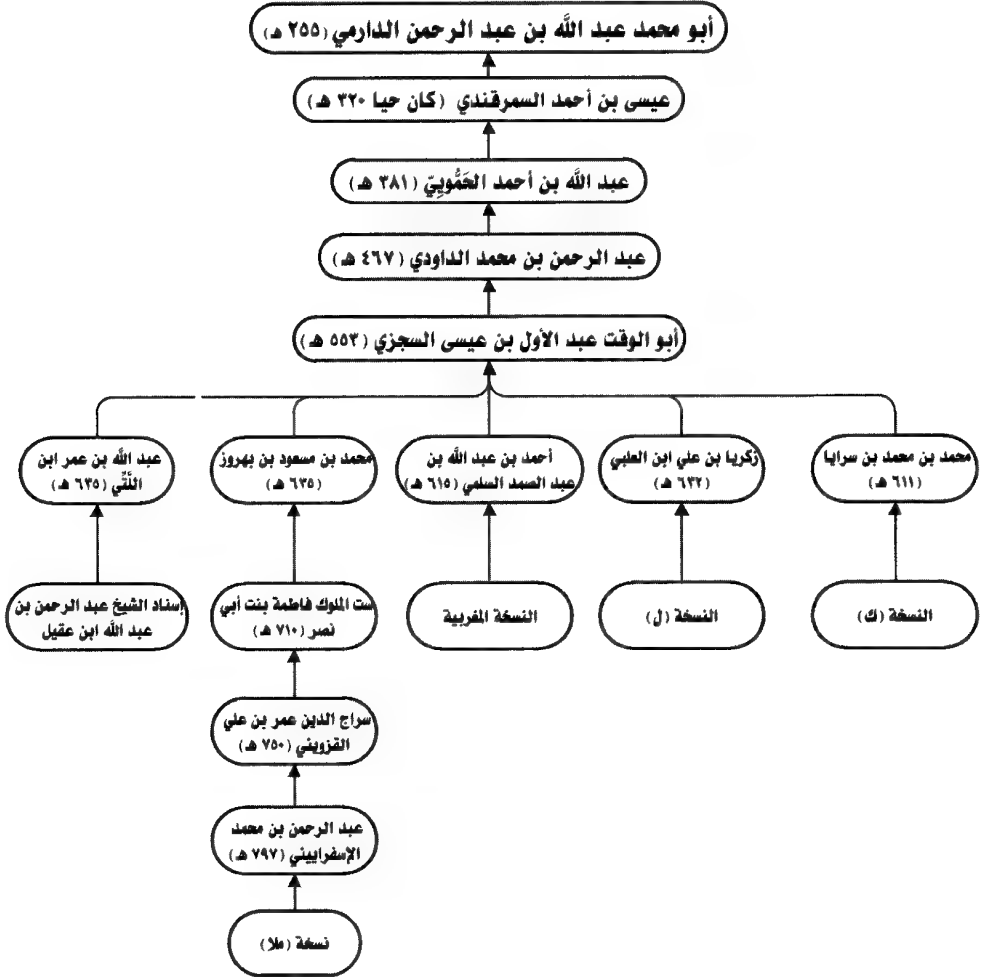 أبو محمد عبد الله بن عبد الرحمن الدارمي (٢٥٥ هـ)
عيسى بن أحمد السمرقندي (كان حيا ٣٢٠ هـ)
عبد الله بن أحمد الحَمُّوييّ (٣٨١ هـ)
عبد الرحمن بن محمد الداودي (٤٦٧ هـ)
أبو الوقت عبد الأول بن عيسى السجزي (٥٥٣ هـ)
محمد بن محمد بن سرايا
(٦١١ هـ)
زكريا بن علي ابن العلبي
(٦٣٢ هـ)
أحمد بن عبد الله بن
عبد الصمد السلمي (٦١٥ هـ)
محمد بن مسعود بن بهروز
(٦٣٥ هـ)
عبد الله بن عمر ابن
اللَّتِّي (٦٣٥ هـ)
النسخة (ك)
النسخة (ل)
النسخة المغربية
ست الملوك فاطمة بنت أبي
نصر (٧١٠ هـ)
إسناد الشيخ عبد الرحمن بن
عبد الله ابن عقيل
سراج الدين عمر بن علي
القزويني (٧٥٠ هـ)
عبد الرحمن بن محمد
الإسفراييني (٧٩٧ هـ)
نسخة (ملا)